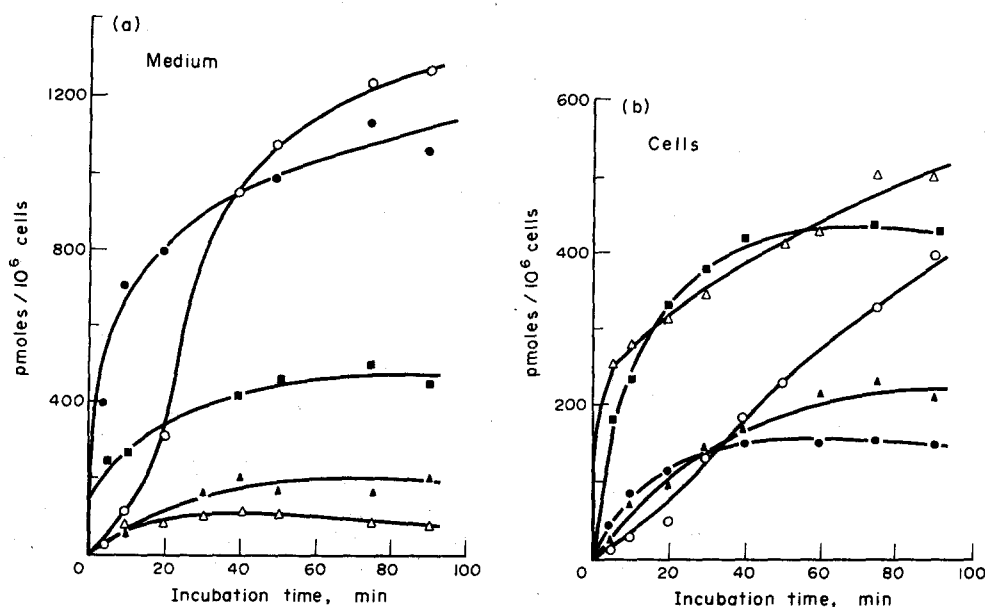 (a)
Medium
pmoles/10⁶ cells
1200
800
400
0
20
40
60
80
100
Incubation time, min
(b)
Cells
pmoles/10⁶ cells
600
400
200
0
20
40
60
80
100
Incubation time, min